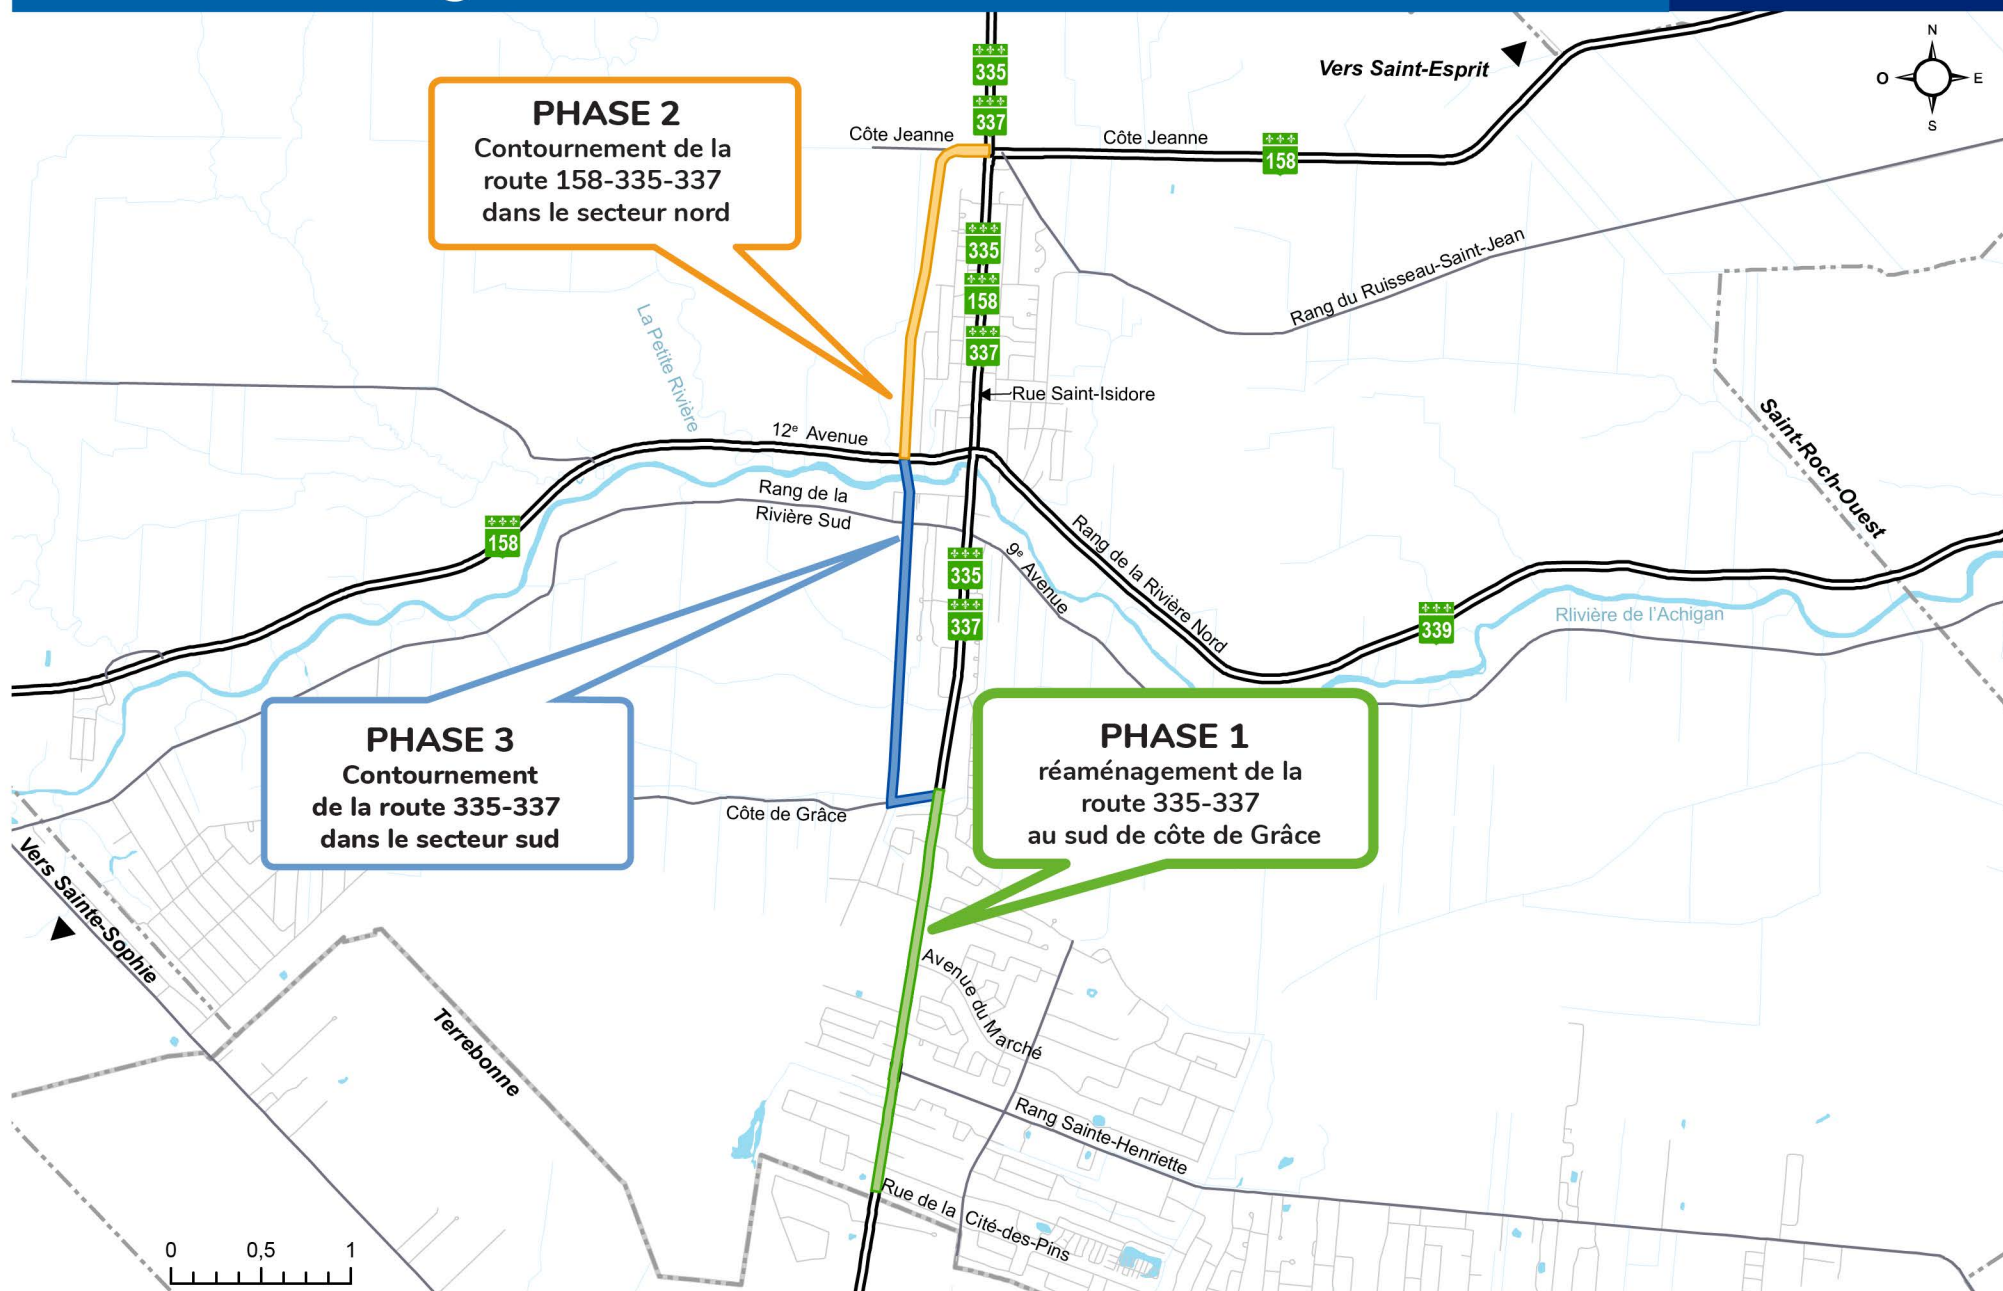 335
337
Vers Saint-Esprit
N
O
E
S
PHASE 2
Contournement de la
route 158-335-337
dans le secteur nord
Côte Jeanne
Côte Jeanne
158
335
158
337
Rang du Ruisseau-Saint-Jean
La Petite Rivière
Rue Saint-Isidore
12e Avenue
Saint-Roch-Ouest
Rang de la
Rivière Sud
158
9e Avenue
Rang de la Rivière Nord
335
337
339
Rlivière de l'Achigan
PHASE 3
Contournement
de la route 335-337
dans le secteur sud
PHASE 1
réaménagement de la
route 335-337
au sud de côte de Grâce
Côte de Grâce
Vers Sainte-Sophie
Terrebonne
Avenue du Marché
Rang Sainte-Henriette
Rue de la Cité-des-Pins
0 0,5 1